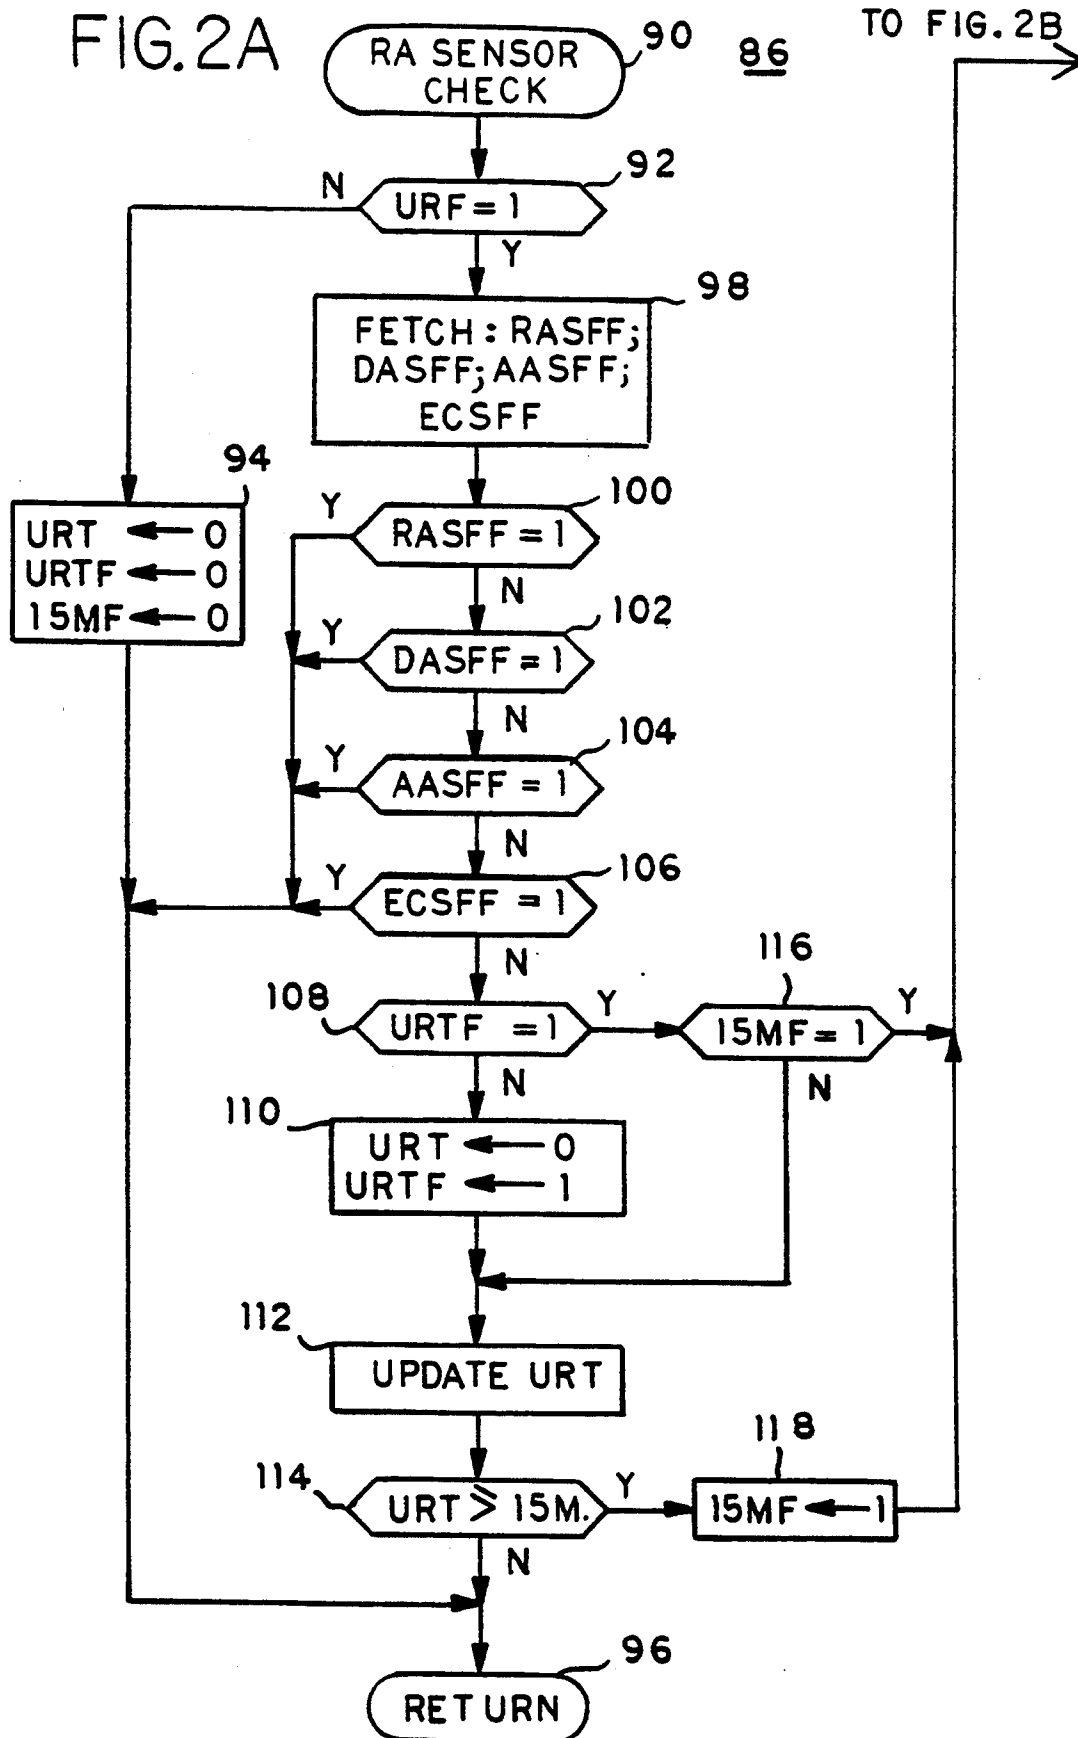 FIG.2A
RA SENSOR
CHECK
90
86
TO FIG. 2B
92
N
URF = 1
Y
98
FETCH : RASFF;
DASFF; AASFF;
ECSFF
94
URT ← 0
URTF ← 0
15MF ← 0
100
Y
RASFF = 1
N
102
Y
DASFF = 1
N
104
Y
AASFF = 1
N
106
Y
ECSFF = 1
N
108
URTF = 1
Y
116
15MF = 1
Y
N
N
110
URT ← 0
URTF ← 1
112
UPDATE URT
114
URT ⩾ 15M.
Y
118
15MF ← 1
N
96
RETURN